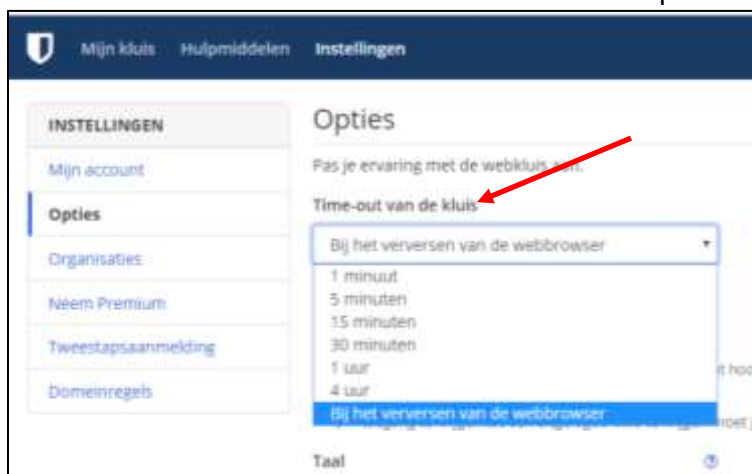 Mijn kluis Hulpmiddelen Instellingen
INSTELLINGEN
Mijn account
Opties
Organisaties
Neem Premium
Tweestapsaanmelding
Domeinregels
Opties
Pas je ervaring met de webkluis aan.
Time-out van de kluis
Bij het verversen van de webbrowser
1 minuut
5 minuten
15 minuten
30 minuten
1 uur
4 uur
Bij het verversen van de webbrowser
Taal